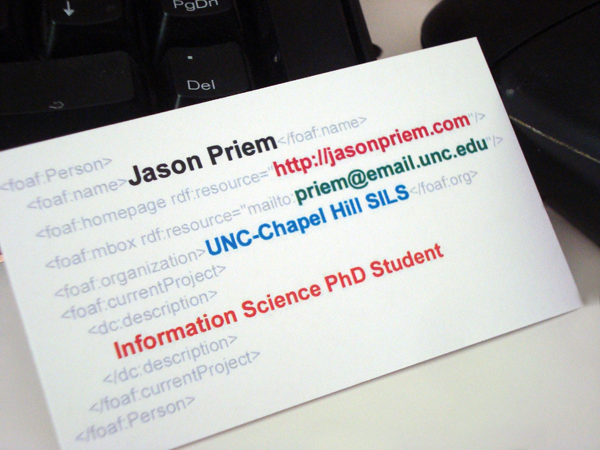 PgDn
Del
<foaf:Person>
<foaf:name>Jason Priem</foaf:name>
<foaf:homepage rdf:resource="http://jasonpriem.com"/>
<foaf:mbox rdf:resource="mailto:priem@email.unc.edu"/>
<foaf:organization>UNC-Chapel Hill SILS</foaf:org>
<foaf:currentProject>
<dc:description>
Information Science PhD Student
</dc:description>
</foaf:currentProject>
</foaf:Person>